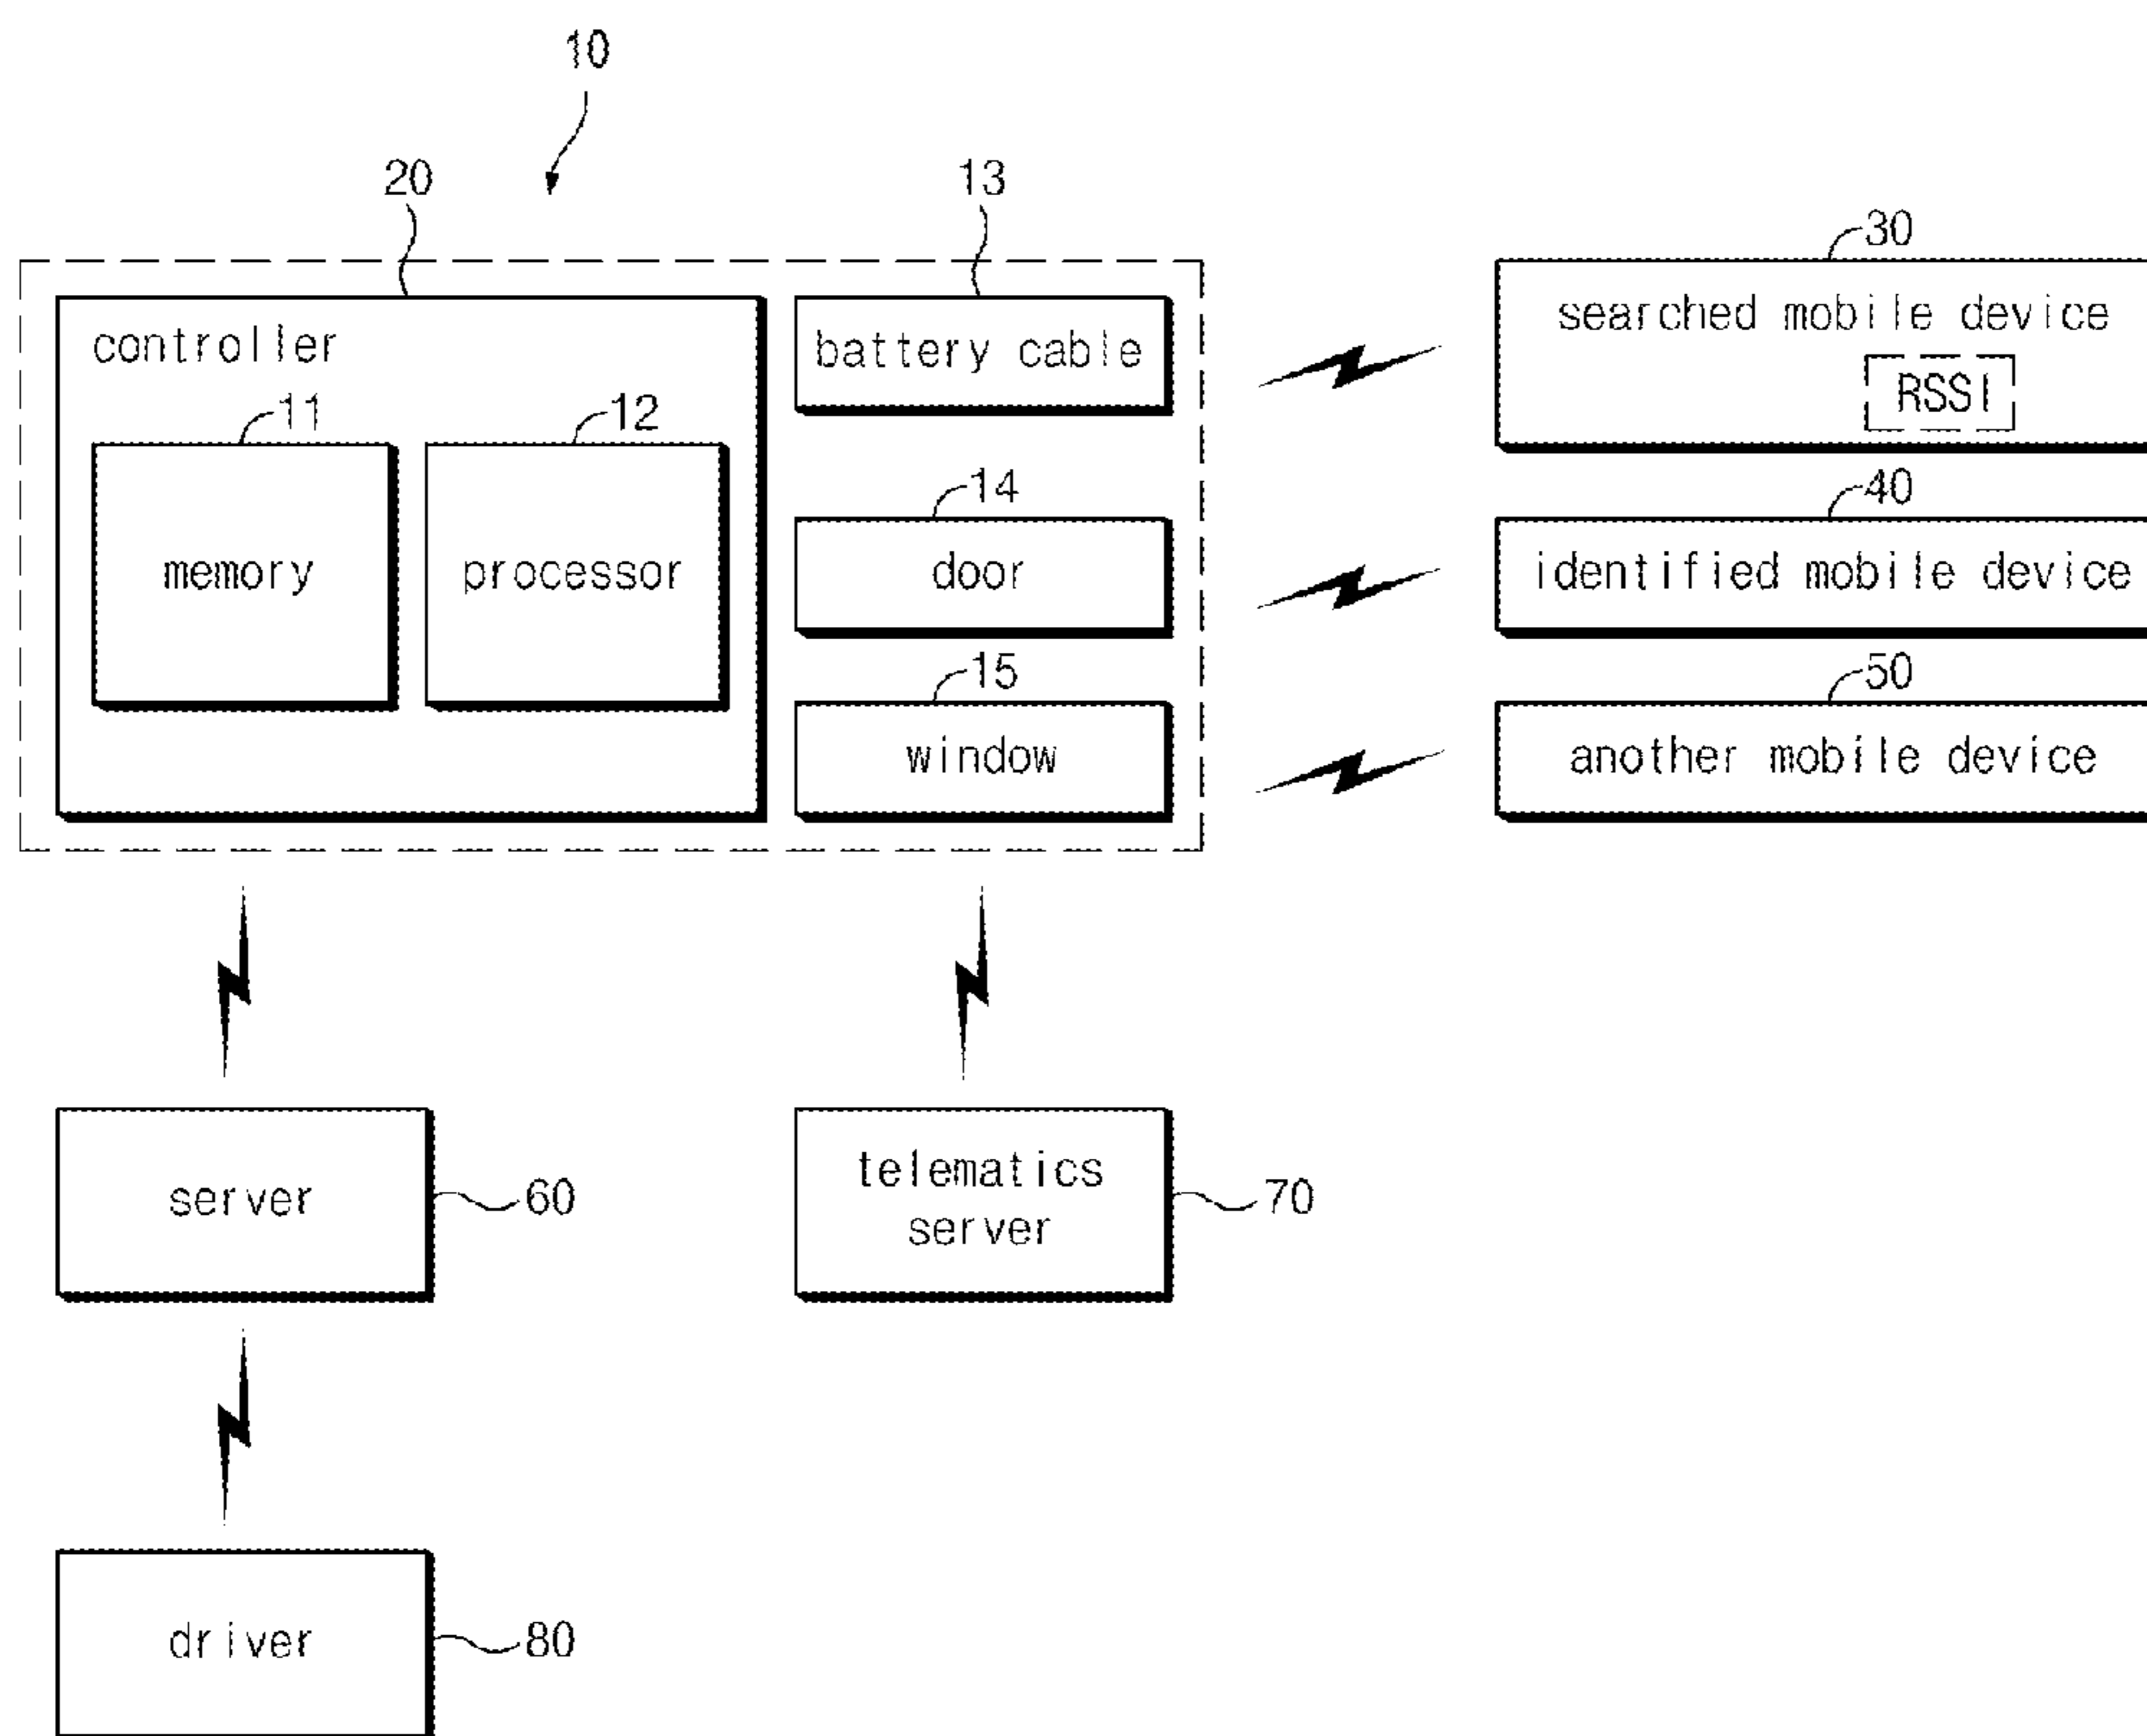 10
20
13
30
controller
battery cable
searched mobile device
RSSI
11
12
14
40
memory
processor
door
identified mobile device
15
50
window
another mobile device
server
60
telematics
server
70
driver
80